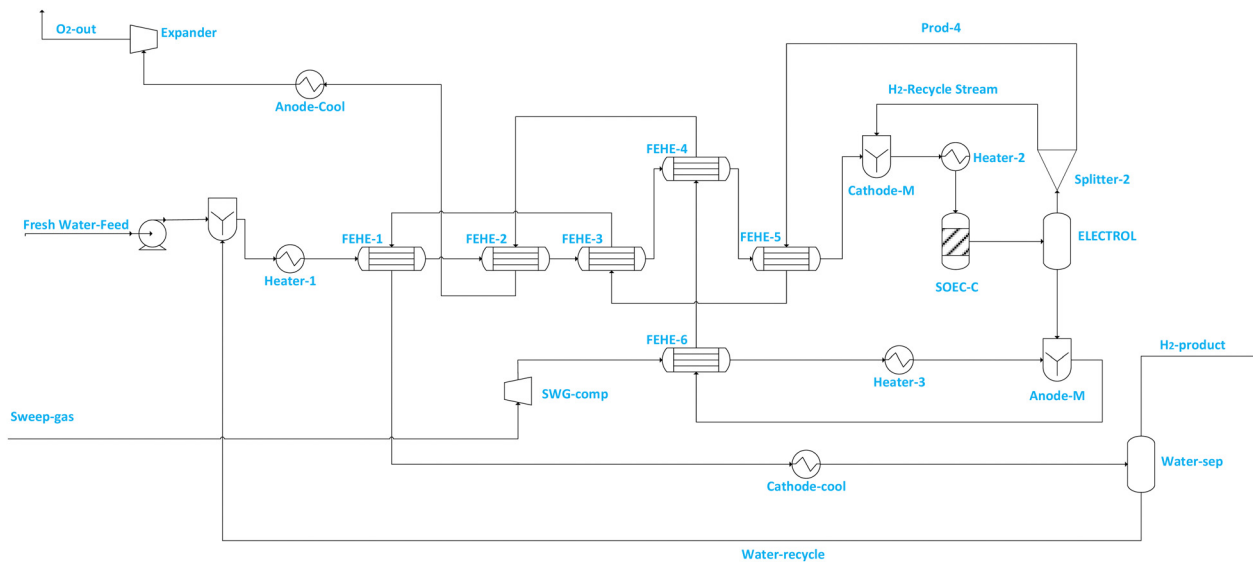 O2-out
Expander
Prod-4
Anode-Cool
H2-Recycle Stream
FEHE-4
Heater-2
Cathode-M
Splitter-2
Fresh Water-Feed
FEHE-1
FEHE-2
FEHE-3
FEHE-5
ELECTROL
Heater-1
SOEC-C
FEHE-6
H2-product
Heater-3
SWG-comp
Anode-M
Sweep-gas
Water-sep
Cathode-cool
Water-recycle